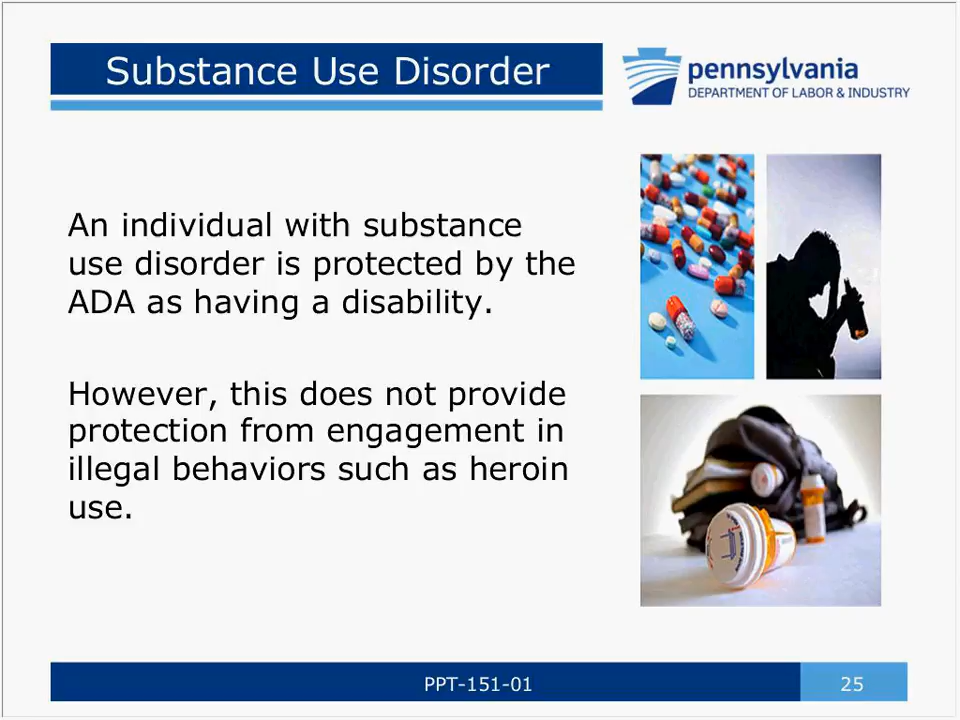 Substance Use Disorder
pennsylvania
DEPARTMENT OF LABOR & INDUSTRY
An individual with substance
use disorder is protected by the
ADA as having a disability.
However, this does not provide
protection from engagement in
illegal behaviors such as heroin
use.
PPT-151-01
25